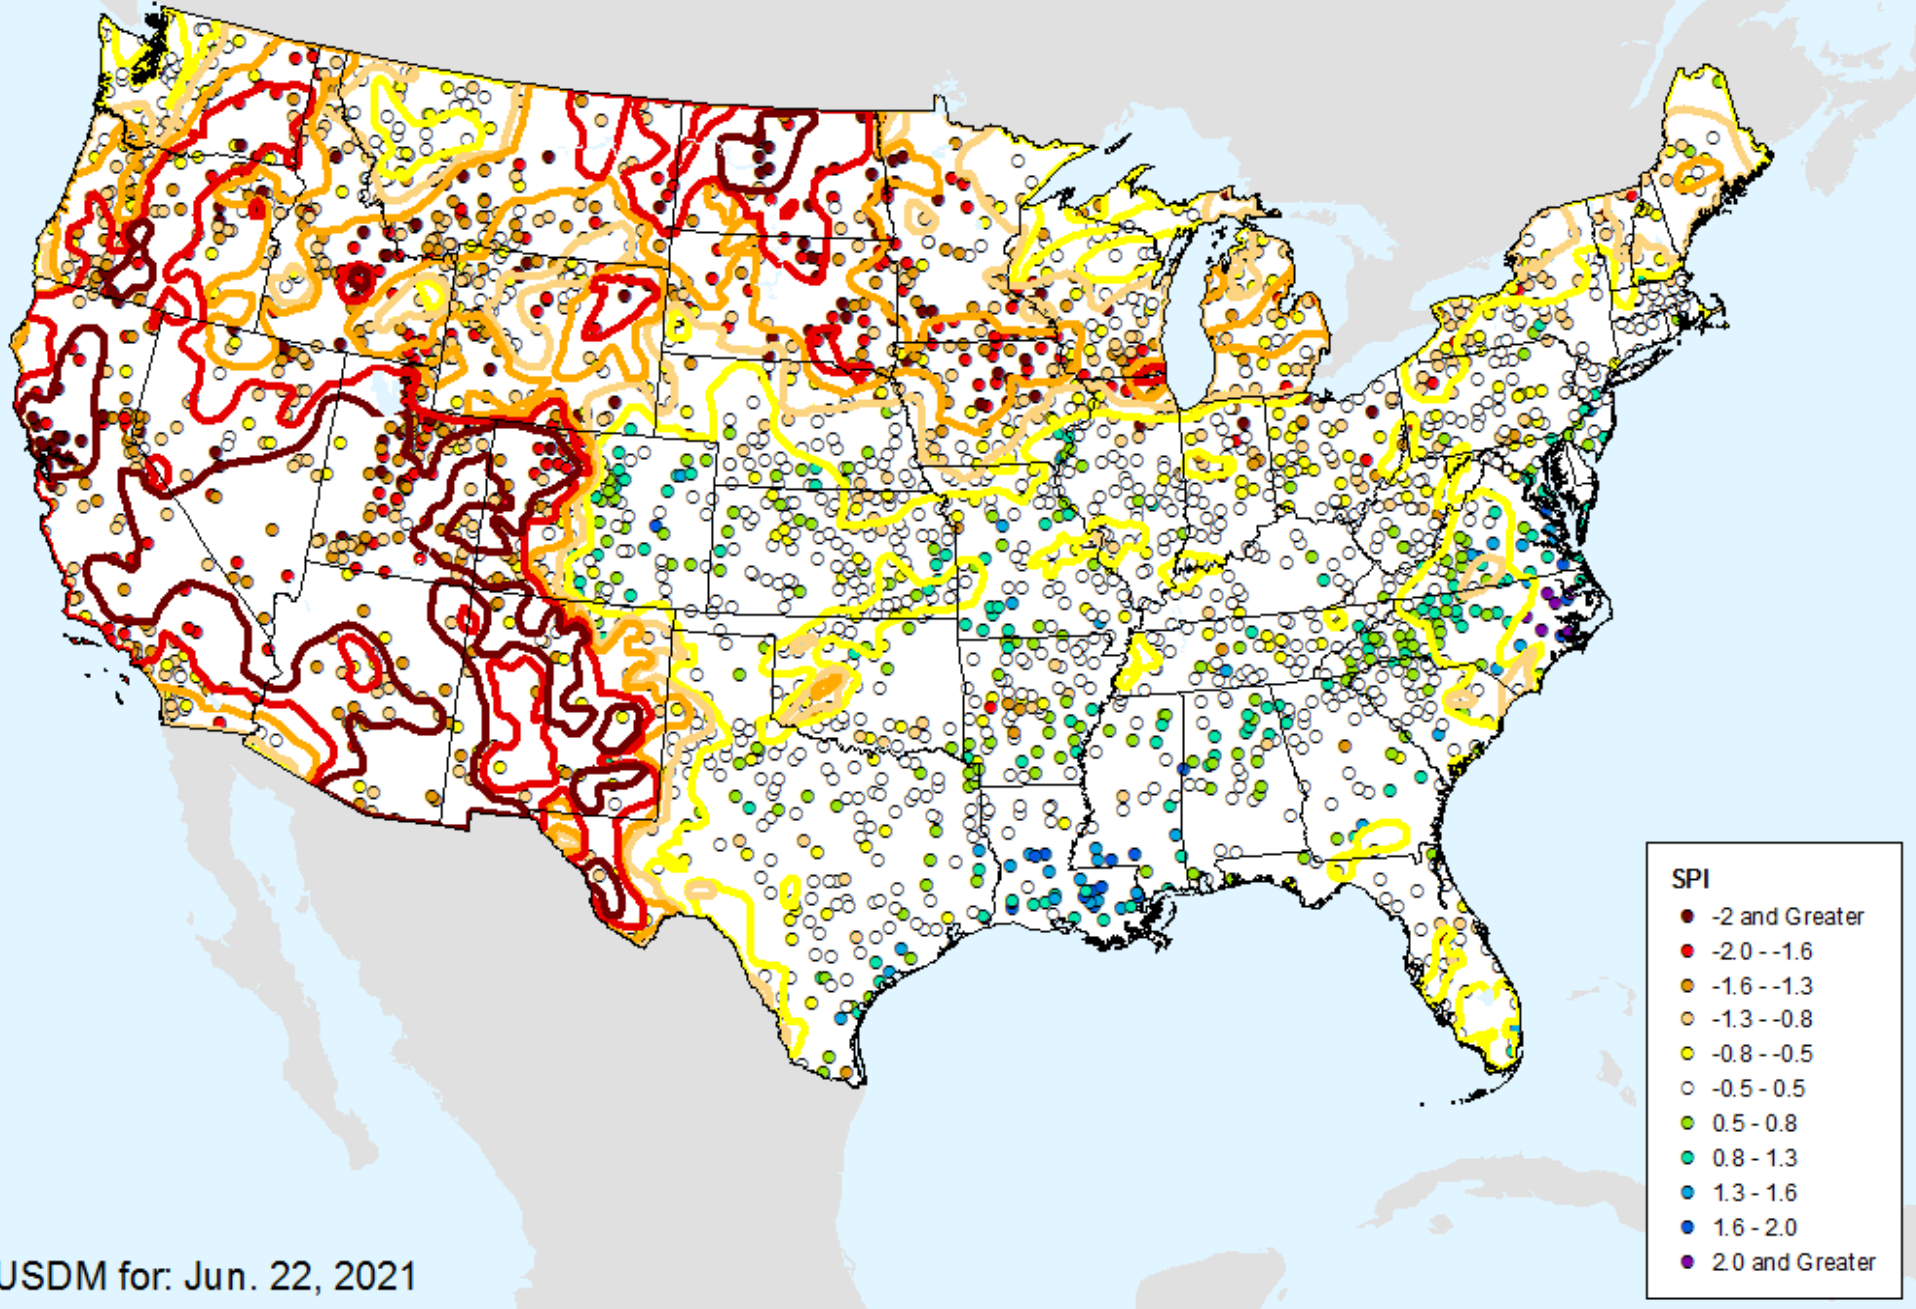 SPI
-2 and Greater
-2.0 - -1.6
-1.6 - -1.3
-1.3 - -0.8
-0.8 - -0.5
-0.5 - 0.5
0.5 - 0.8
0.8 - 1.3
1.3 - 1.6
1.6 - 2.0
2.0 and Greater
USDM for: Jun. 22, 2021